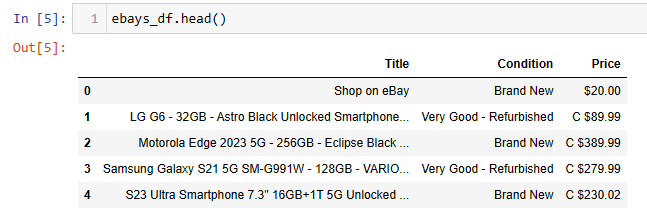 In [5]: 1 ebays_df.head()
Out[5]:
Title Condition Price
0 Shop on eBay Brand New $20.00
1 LG G6 - 32GB - Astro Black Unlocked Smartphone... Very Good - Refurbished C $89.99
2 Motorola Edge 2023 5G - 256GB - Eclipse Black ... Brand New C $389.99
3 Samsung Galaxy S21 5G SM-G991W - 128GB - VARIO... Very Good - Refurbished C $279.99
4 S23 Ultra Smartphone 7.3" 16GB+1T 5G Unlocked ... Brand New C $230.02